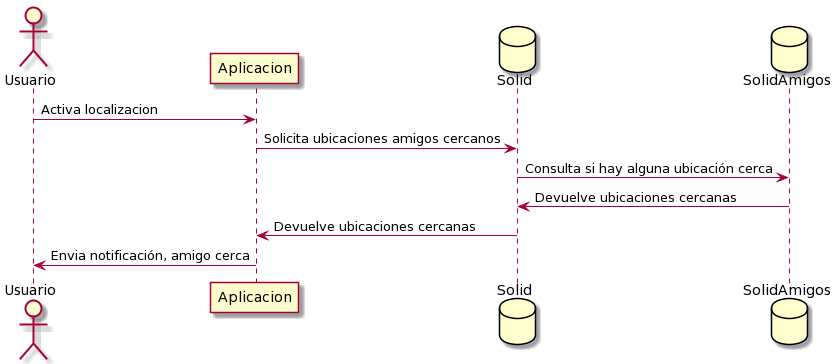 Usuario
Aplicacion
Solid
SolidAmigos
Activa localizacion
Solicita ubicaciones amigos cercanos
Consulta si hay alguna ubicación cerca
Devuelve ubicaciones cercanas
Devuelve ubicaciones cercanas
Envia notificación, amigo cerca
Usuario
Aplicacion
Solid
SolidAmigos